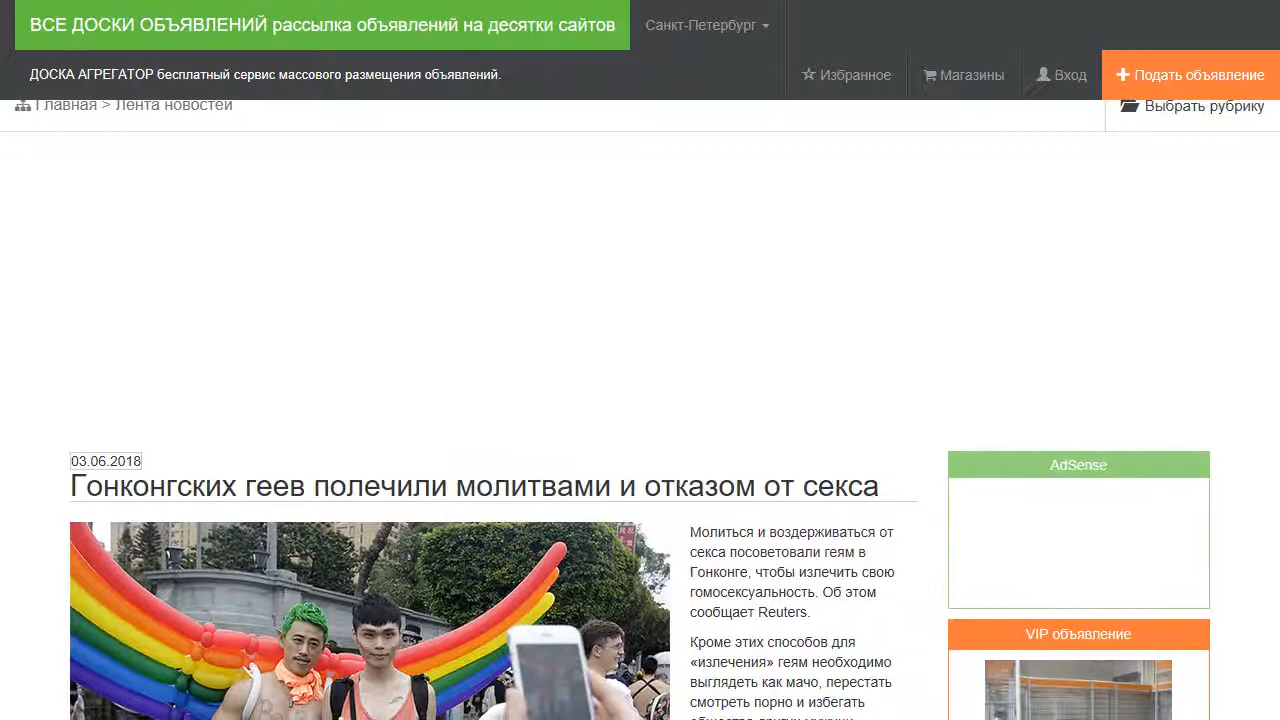 ВСЕ ДОСКИ ОБЪЯВЛЕНИЙ рассылка объявлений на десятки сайтов
Санкт-Петербург
ДОСКА АГРЕГАТОР бесплатный сервис массового размещения объявлений.
Избранное
Магазины
Вход
Подать объявление
Главная > Лента новостей
Выбрать рубрику
03.06.2018
Гонконгских геев полечили молитвами и отказом от секса
Молиться и воздерживаться от
секса посоветовали геям в
Гонконге, чтобы излечить свою
гомосексуальность. Об этом
сообщает Reuters.
Кроме этих способов для
«излечения» геям необходимо
выглядеть как мачо, перестать
смотреть порно и избегать
AdSense
VIP объявление